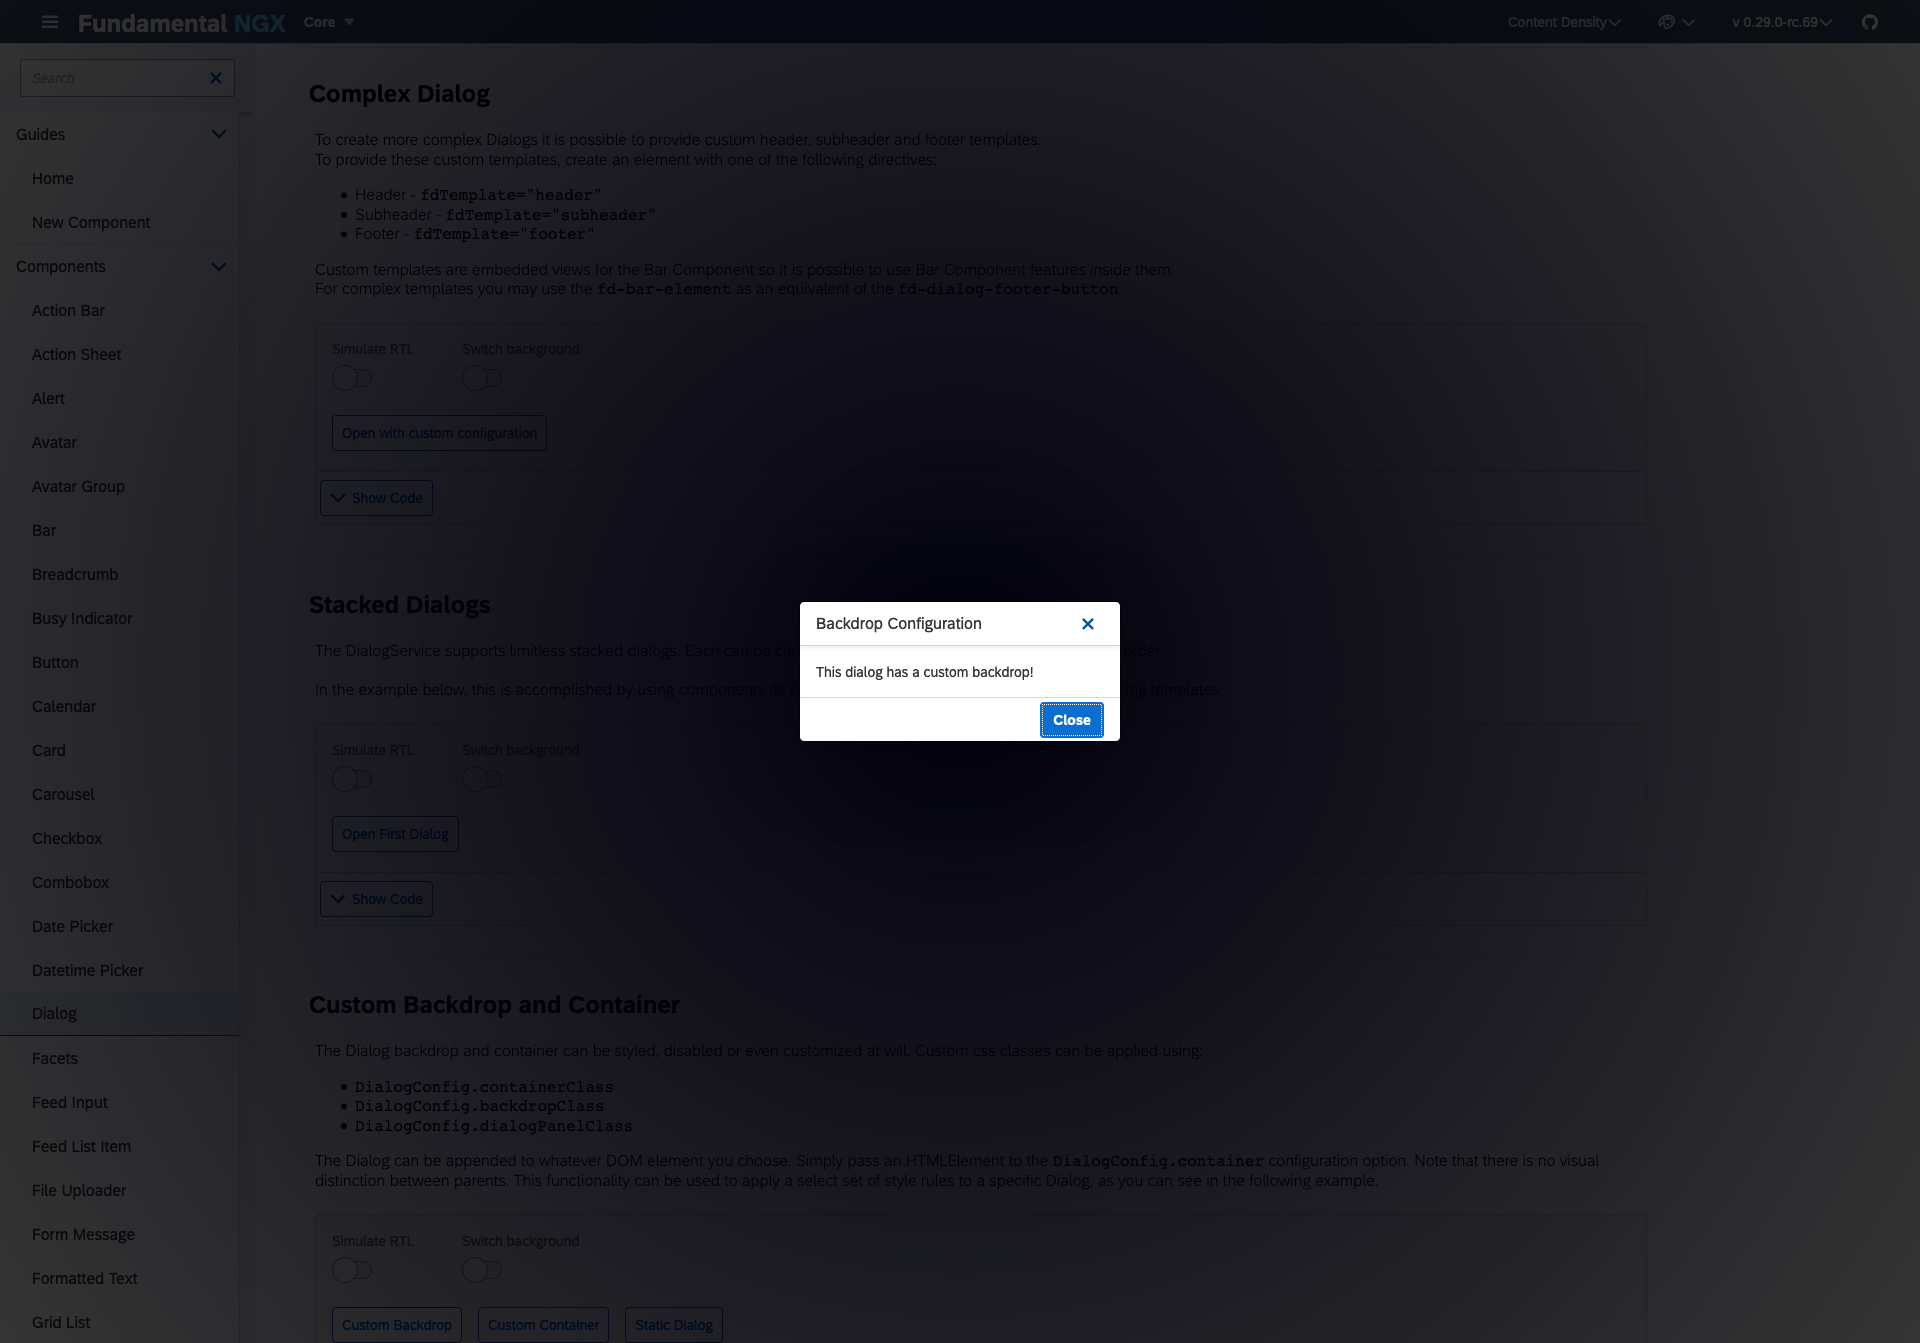 Fundamental NGX Core
Content Density
v 0.29.0-rc.69
Search
Guides
Home
New Component
Components
Action Bar
Action Sheet
Alert
Avatar
Avatar Group
Bar
Breadcrumb
Busy Indicator
Button
Calendar
Card
Carousel
Checkbox
Combobox
Date Picker
Datetime Picker
Dialog
Facets
Feed Input
Feed List Item
File Uploader
Form Message
Formatted Text
Grid List
Complex Dialog
To create more complex Dialogs it is possible to provide custom header, subheader and footer templates.
To provide these custom templates, create an element with one of the following directives:
Header - fdTemplate="header"
Subheader - fdTemplate="subheader"
Footer - fdTemplate="footer"
Custom templates are embedded views for the Bar Component so it is possible to use Bar Component features inside them.
For complex templates you may use the fd-bar-element as an equivalent of the fd-dialog-footer-button.
Simulate RTL Switch background
Open with custom configuration
Show Code
Stacked Dialogs
The DialogService supports limitless stacked dialogs. Each can be order.
In the example below, this is accomplished by using components as templates.
Simulate RTL Switch background
Open First Dialog
Show Code
Backdrop Configuration
This dialog has a custom backdrop!
Close
Custom Backdrop and Container
The Dialog backdrop and container can be styled, disabled or even customized at will. Custom css classes can be applied using:
DialogConfig.containerClass
DialogConfig.backdropClass
DialogConfig.dialogPanelClass
The Dialog can be appended to whatever DOM element you choose. Simply pass an HTMLElement to the DialogConfig.container configuration option. Note that there is no visual
distinction between parents. This functionality can be used to apply a select set of style rules to a specific Dialog, as you can see in the following example.
Simulate RTL Switch background
Custom Backdrop Custom Container Static Dialog